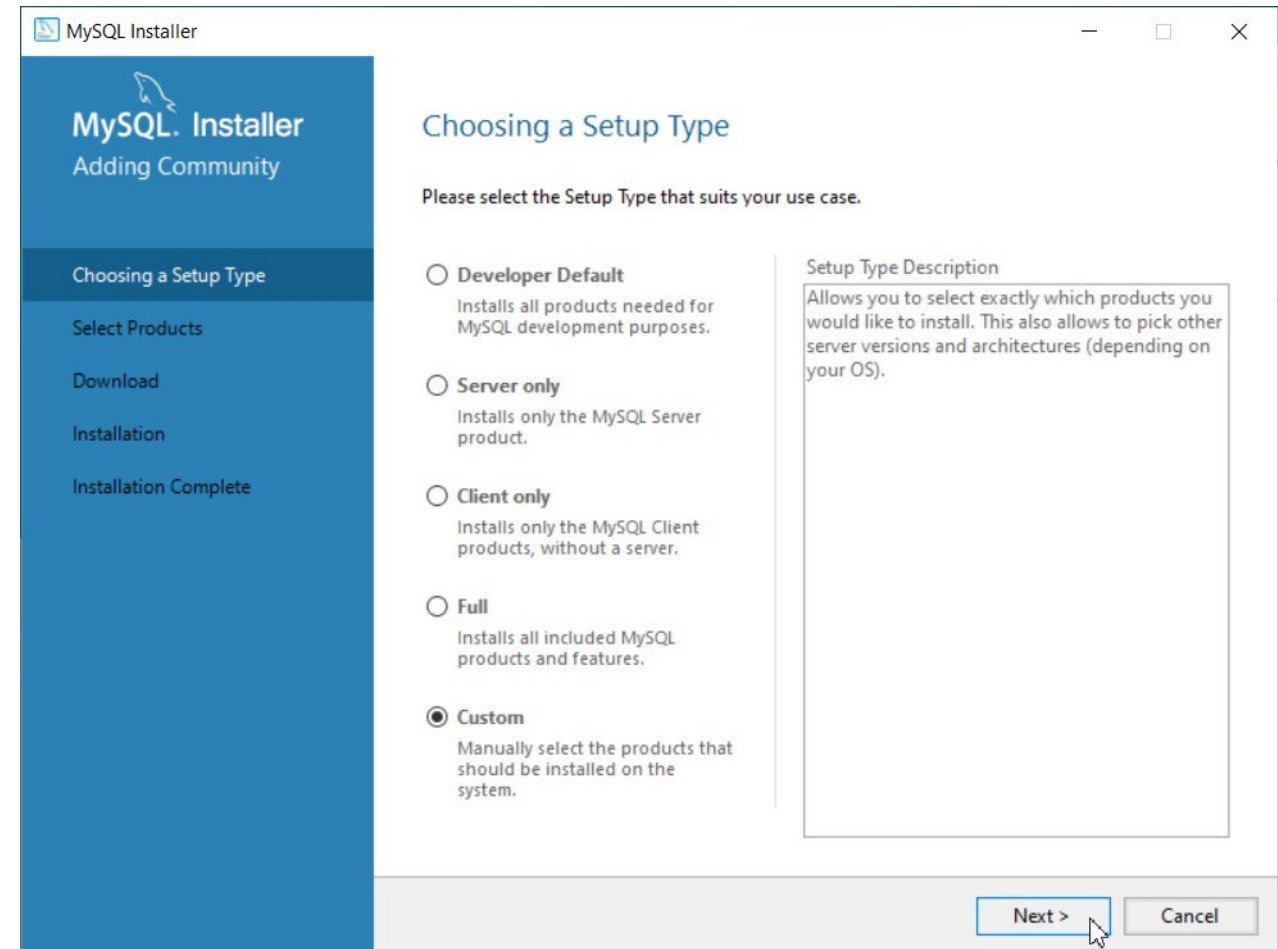 MySQL Installer
MySQL. Installer
Adding Community
Choosing a Setup Type
Select Products
Download
Installation
Installation Complete
Choosing a Setup Type
Please select the Setup Type that suits your use case.
Developer Default
Installs all products needed for
MySQL development purposes.
Server only
Installs only the MySQL Server
product.
Client only
Installs only the MySQL Client
products, without a server.
Full
Installs all included MySQL
products and features.
Custom
Manually select the products that
should be installed on the
system.
Setup Type Description
Allows you to select exactly which products you
would like to install. This also allows to pick other
server versions and architectures (depending on
your OS).
Next >
Cancel